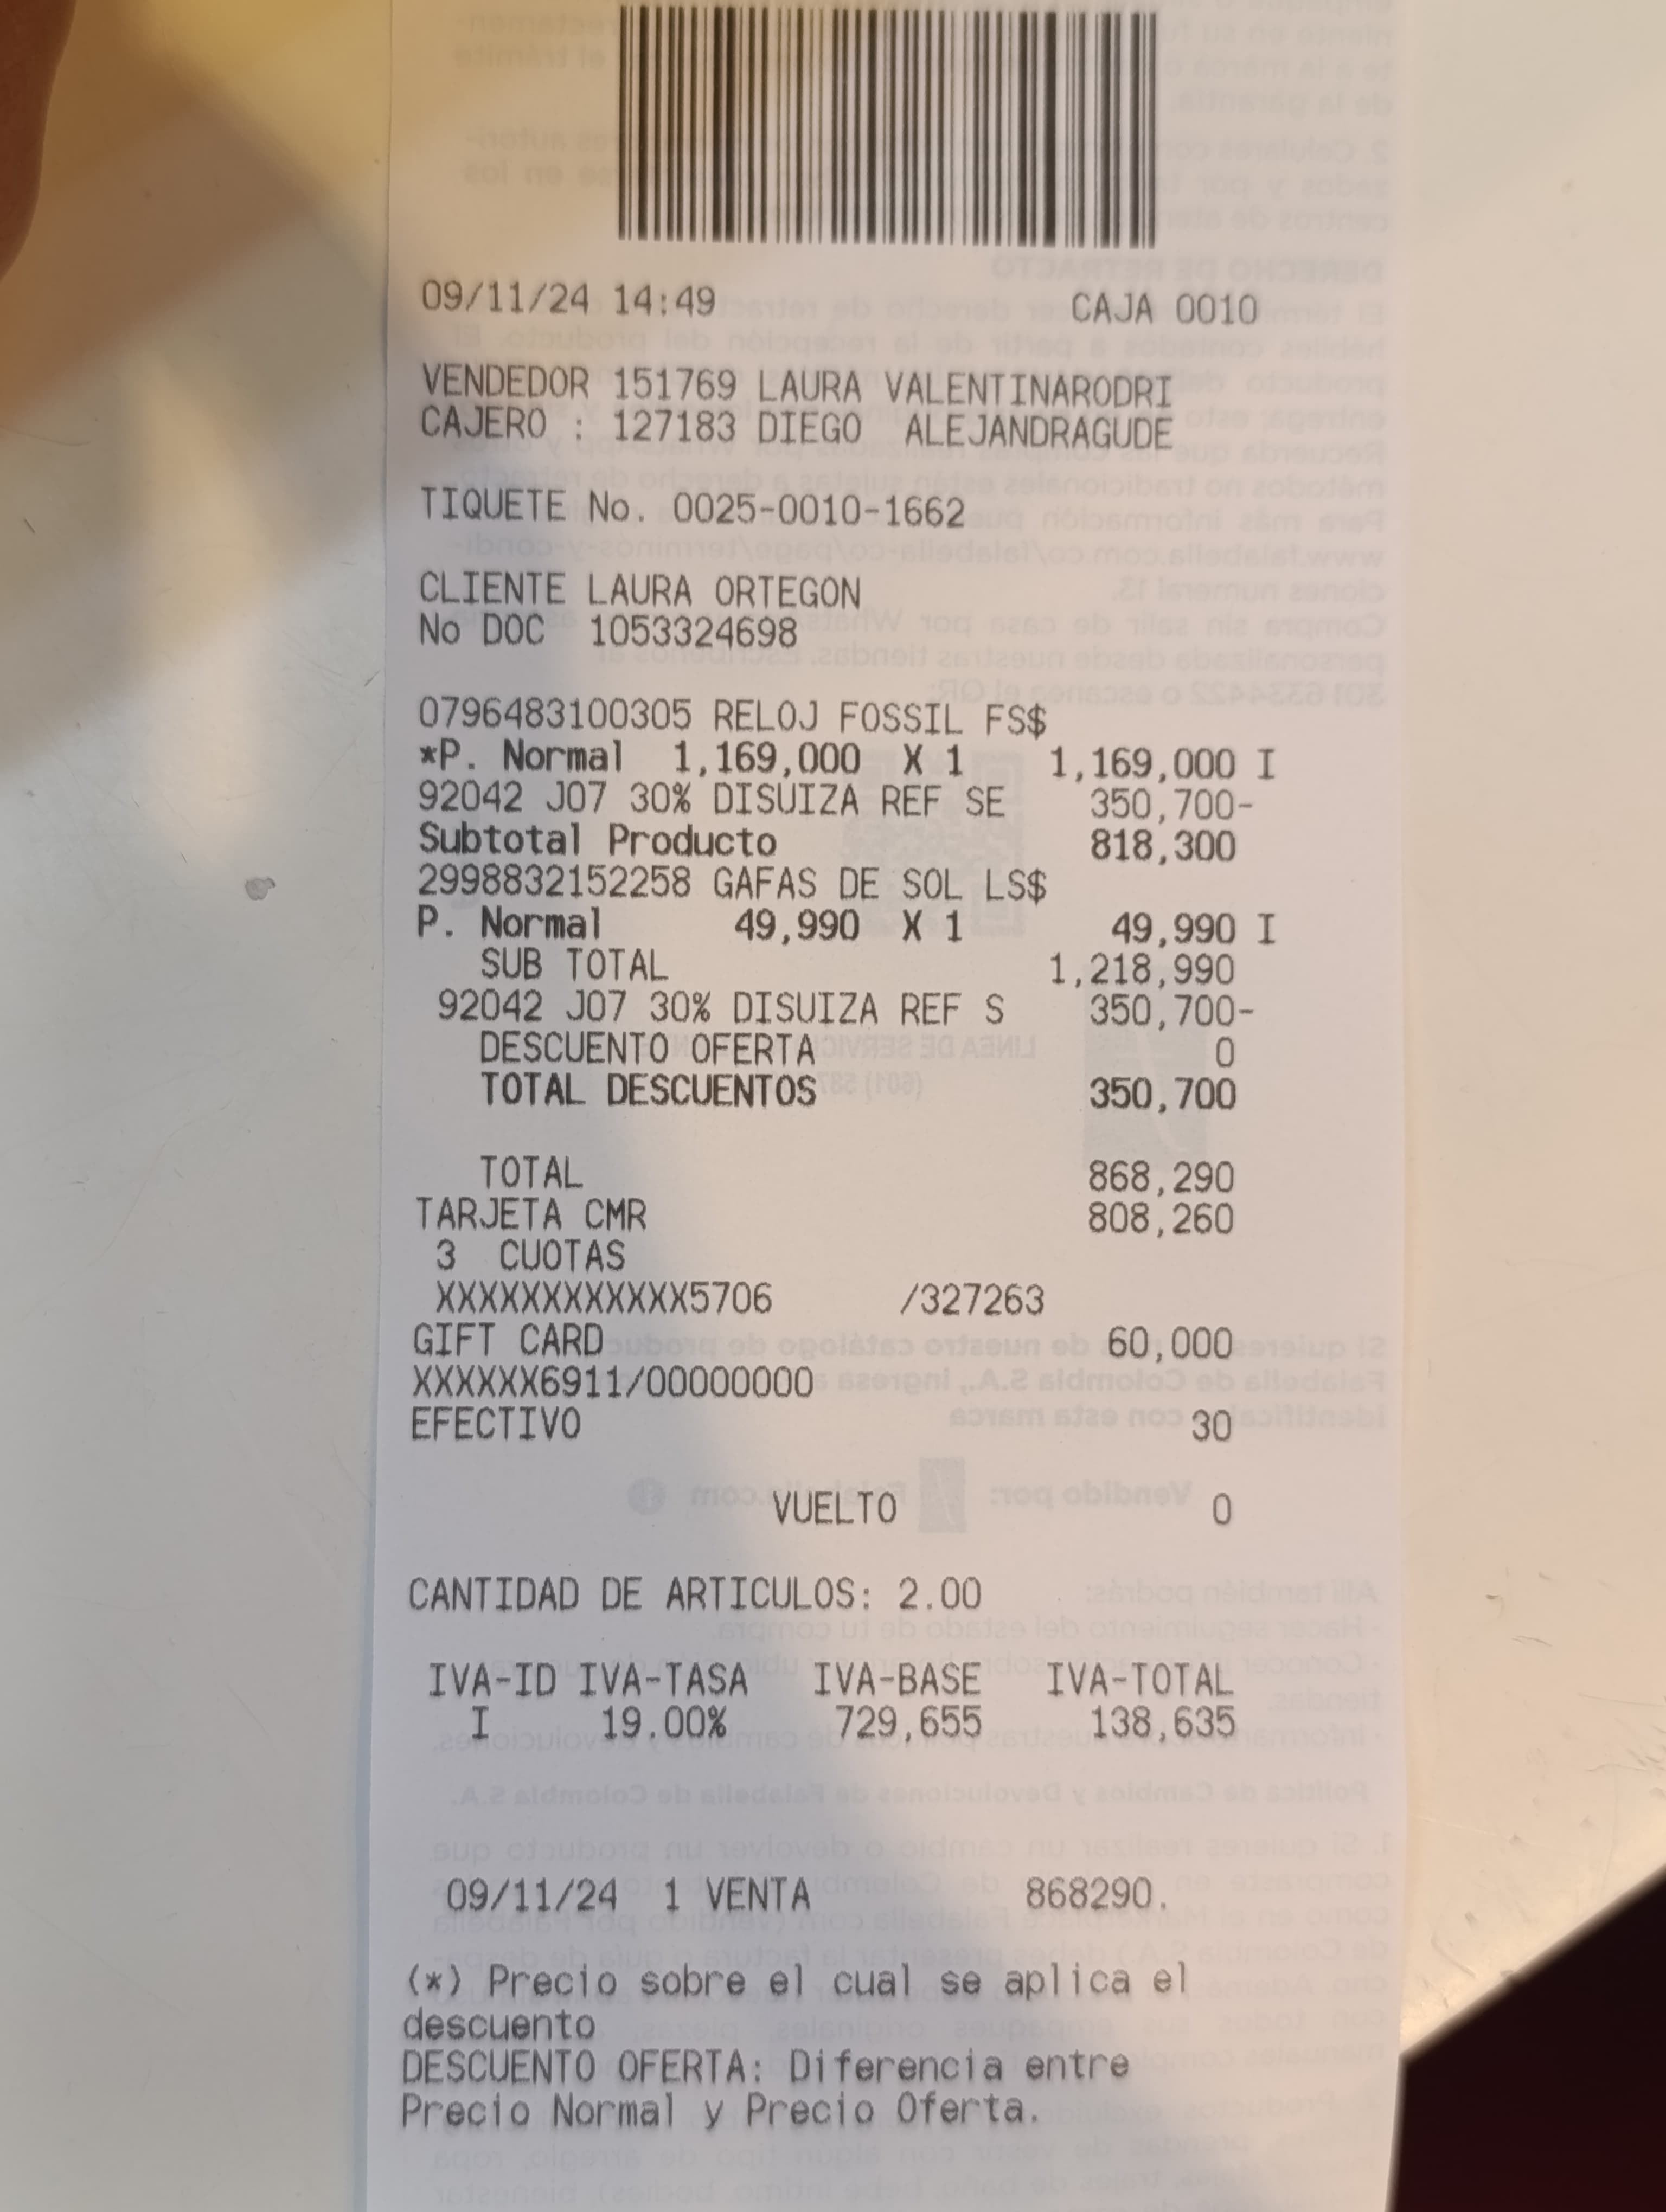 09/11/24 14:49 CAJA 0010
VENDEDOR 151769 LAURA VALENTINARODRI
CAJERO : 127183 DIEGO ALEJANDRAGUDE
TIQUETE No. 0025-0010-1662
CLIENTE LAURA ORTEGON
No DOC 1053324698
0796483100305 RELOJ FOSSIL FS$
*P. Normal 1,169,000 X 1 1,169,000 I
92042 J07 30% DISUIZA REF SE 350,700-
Subtotal Producto 818,300
2998832152258 GAFAS DE SOL LS$
P. Normal 49,990 X 1 49,990 I
SUB TOTAL 1,218,990
92042 J07 30% DISUIZA REF S 350,700-
DESCUENTO OFERTA 0
TOTAL DESCUENTOS 350,700
TOTAL 868,290
TARJETA CMR 808,260
3 CUOTAS
XXXXXXXXXXXX5706 /327263
GIFT CARD 60,000
XXXXXX6911/00000000
EFECTIVO 30
VUELTO 0
CANTIDAD DE ARTICULOS: 2.00
IVA-ID IVA-TASA IVA-BASE IVA-TOTAL
I 19.00% 729,655 138,635
09/11/24 1 VENTA 868290.
(*) Precio sobre el cual se aplica el
descuento
DESCUENTO OFERTA: Diferencia entre
Precio Normal y Precio Oferta.